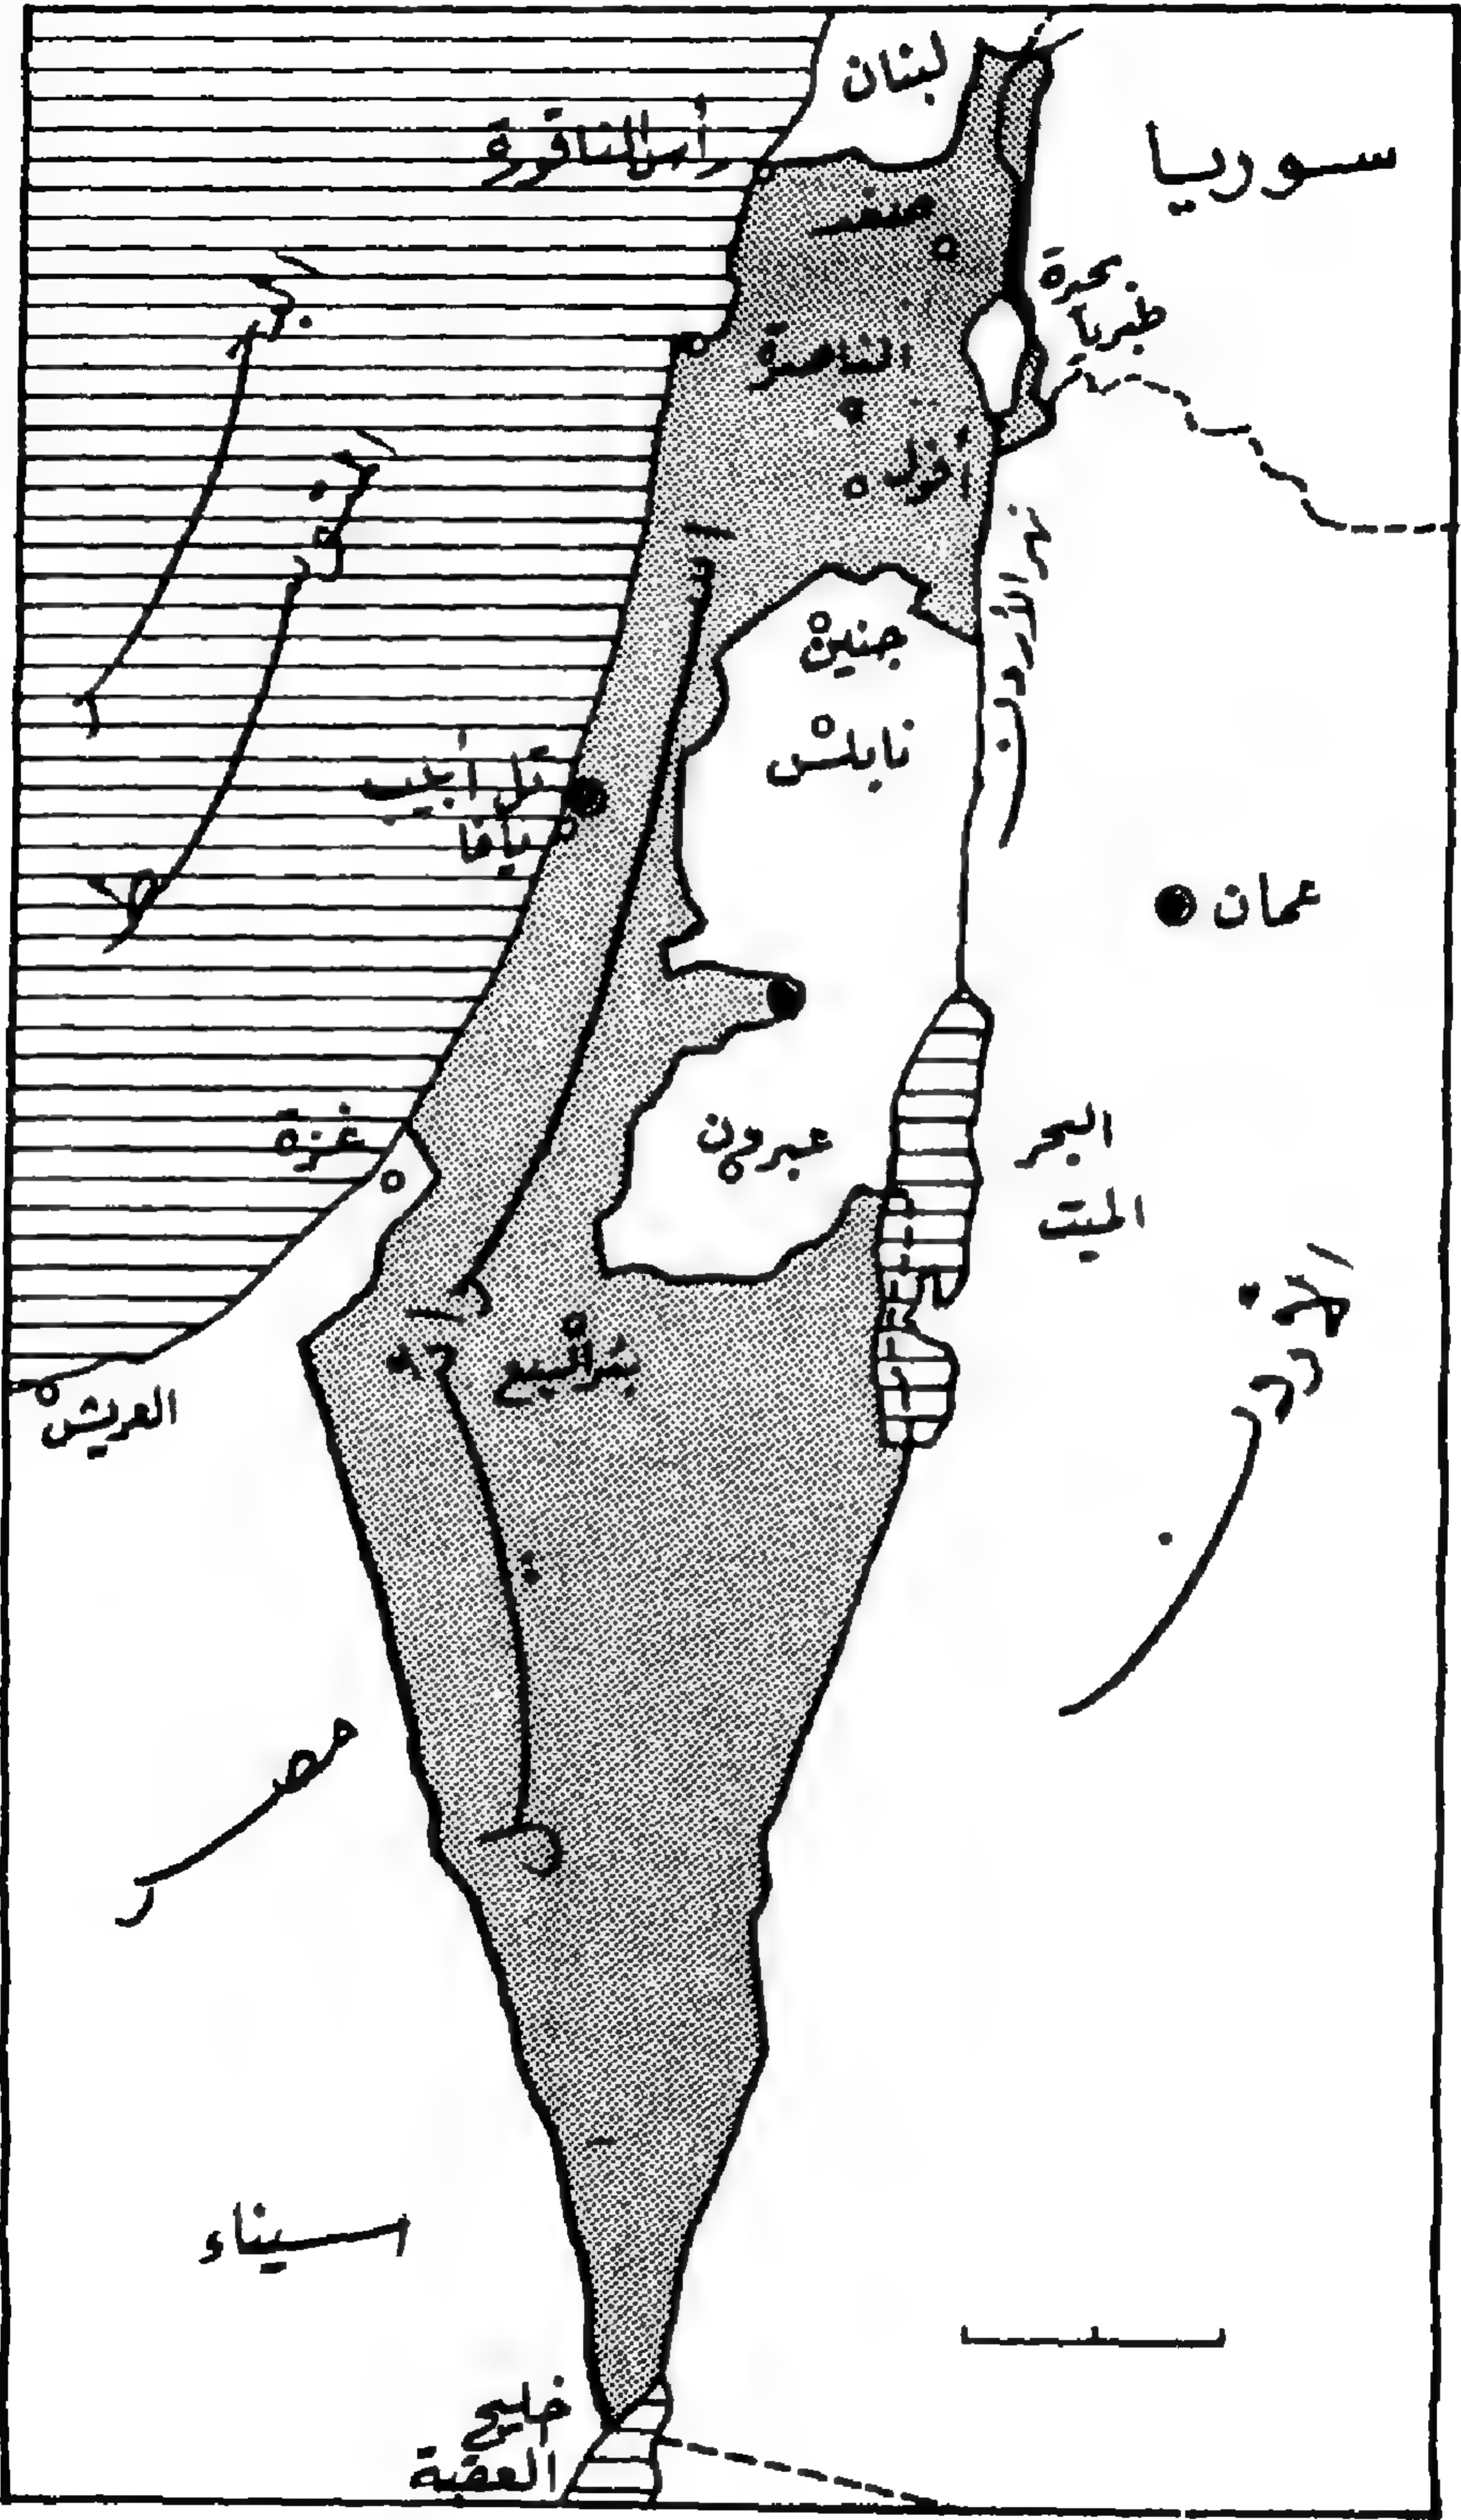 لبنان
سوريا
رأس الناقورة
صفد
بحيرة
طبريا
الناصرة
نهر الأردن
جنين
نابلس
تل أبيب
يافا
عمان
غزة
عبرون
البحر
الميت
الأردن
بئر السبع
العريش
مصر
سيناء
خليج
العقبة